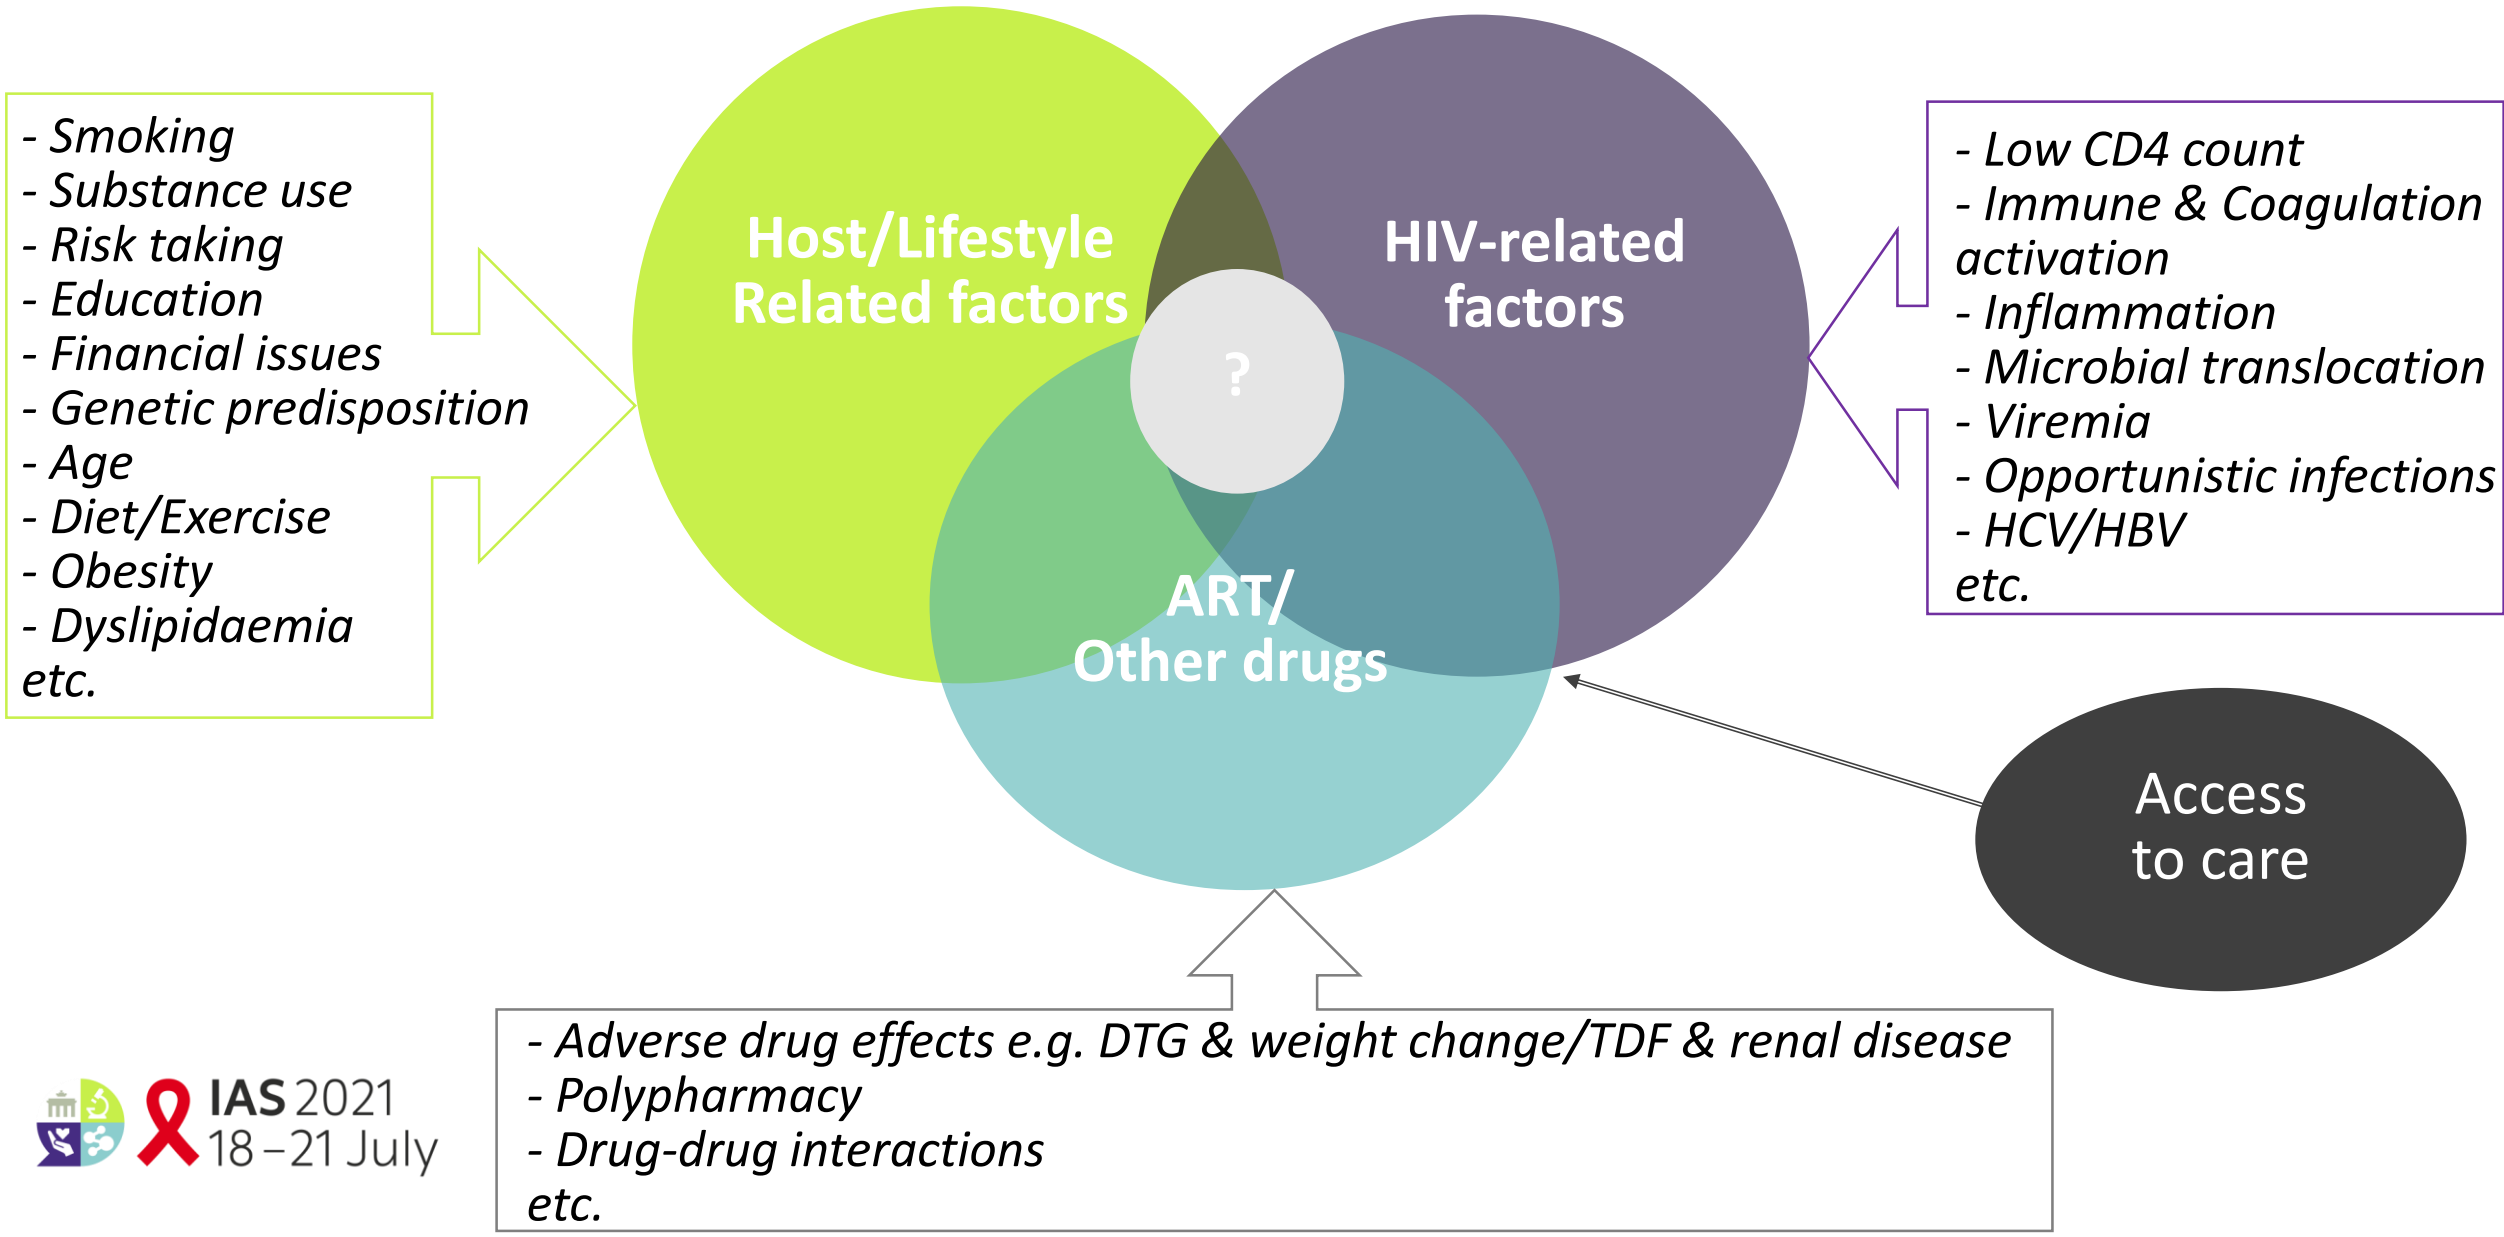 - Smoking
- Substance use
- Risk taking
- Education
- Financial issues
- Genetic predisposition
- Age
- Diet/Exercise
- Obesity
- Dyslipidaemia
etc.
Host/Lifestyle
Related factors
HIV-related
factors
?
ART/
Other drugs
- Low CD4 count
- Immune & Coagulation
activation
- Inflammation
- Microbial translocation
- Viremia
- Opportunistic infections
- HCV/HBV
etc.
Access
to care
- Adverse drug effects e.g. DTG & weight change/TDF & renal disease
- Polypharmacy
- Drug-drug interactions
etc.
IAS 2021
18 – 21 July